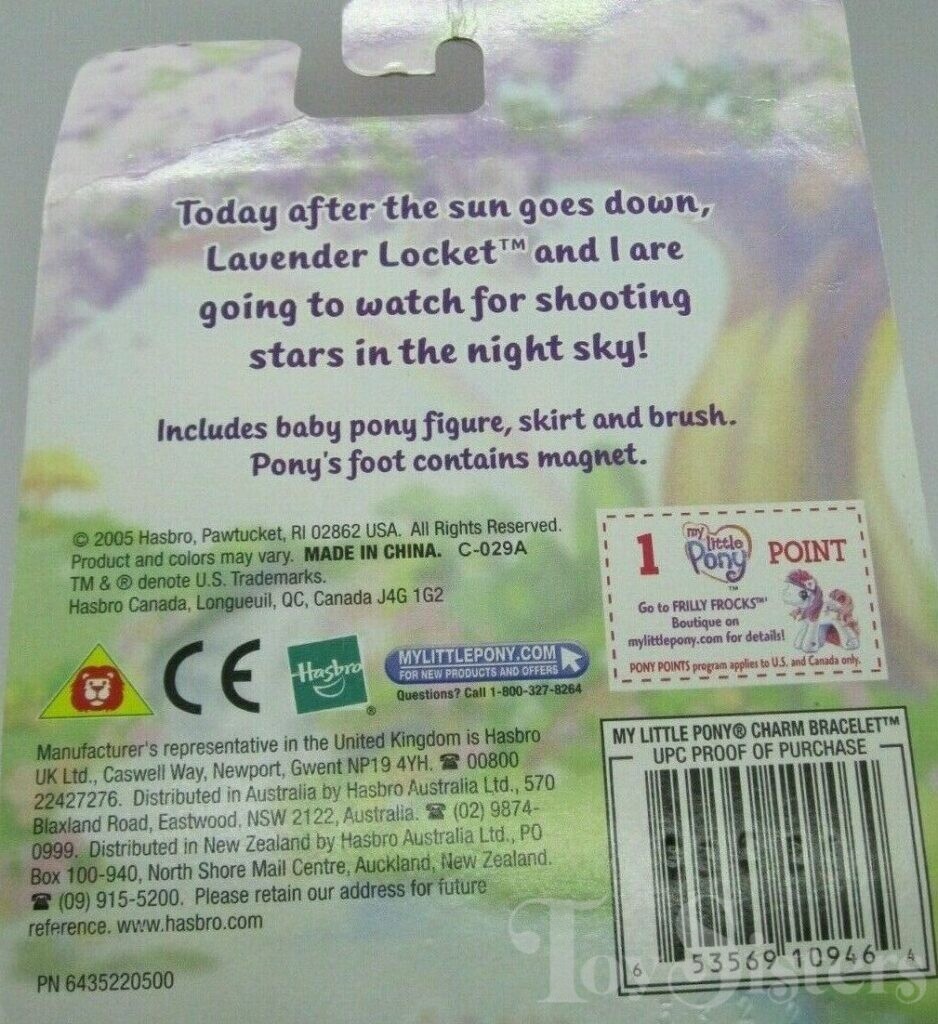 Today after the sun goes down,
Lavender Locket™ and I are
going to watch for shooting
stars in the night sky!
Includes baby pony figure, skirt and brush.
Pony's foot contains magnet.
© 2005 Hasbro, Pawtucket, RI 02862 USA. All Rights Reserved.
Product and colors may vary. MADE IN CHINA. C-029A
TM & ® denote U.S. Trademarks.
Hasbro Canada, Longueuil, QC, Canada J4G 1G2
1 my little Pony™ POINT
Go to FRILLY FROCKS™
Boutique on
mylittlepony.com for details!
PONY POINTS program applies to U.S. and Canada only.
CE
Hasbro®
MYLITTLEPONY.COM
FOR NEW PRODUCTS AND OFFERS
Questions? Call 1-800-327-8264
Manufacturer's representative in the United Kingdom is Hasbro
UK Ltd., Caswell Way, Newport, Gwent NP19 4YH. ☎ 00800
22427276. Distributed in Australia by Hasbro Australia Ltd., 570
Blaxland Road, Eastwood, NSW 2122, Australia. ☎ (02) 9874-
0999. Distributed in New Zealand by Hasbro Australia Ltd., PO
Box 100-940, North Shore Mail Centre, Auckland, New Zealand.
☎ (09) 915-5200. Please retain our address for future
reference. www.hasbro.com
PN 6435220500
MY LITTLE PONY® CHARM BRACELET™
UPC PROOF OF PURCHASE
6 53569 10946 4
ToySisters